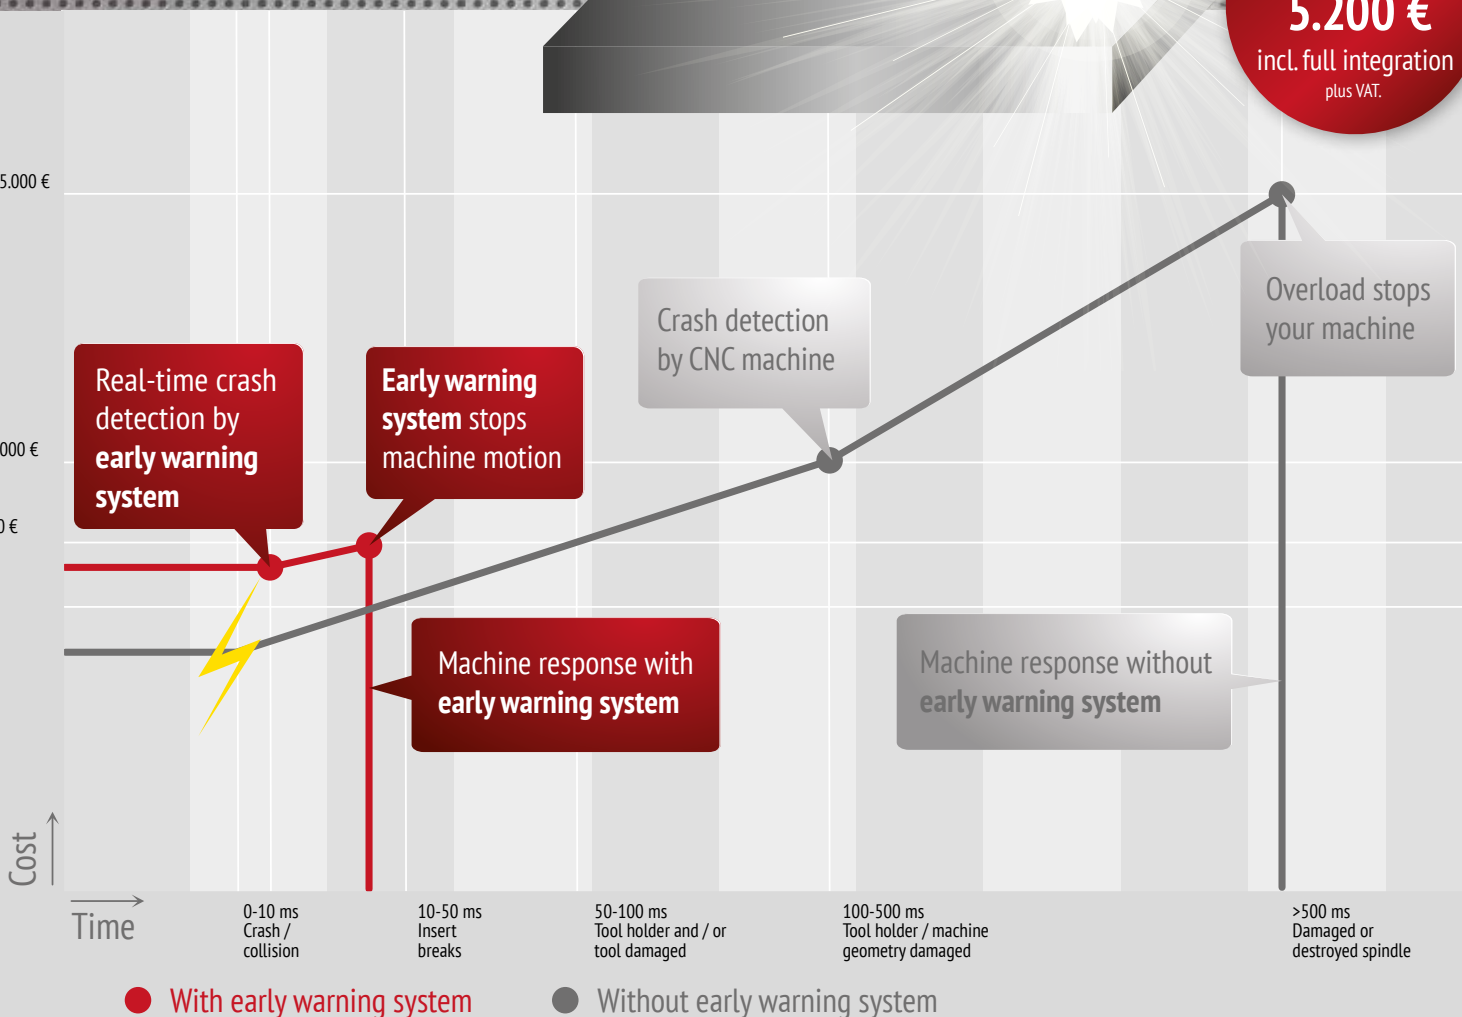 5.200 €
incl. full integration
plus VAT.
5.000 €
000 €
0 €
Real-time crash
detection by
early warning
system
Early warning
system stops
machine motion
Crash detection
by CNC machine
Overload stops
your machine
Machine response with
early warning system
Machine response without
early warning system
Cost
Time
0-10 ms
Crash /
collision
10-50 ms
Insert
breaks
50-100 ms
Tool holder and / or
tool damaged
100-500 ms
Tool holder / machine
geometry damaged
>500 ms
Damaged or
destroyed spindle
With early warning system
Without early warning system